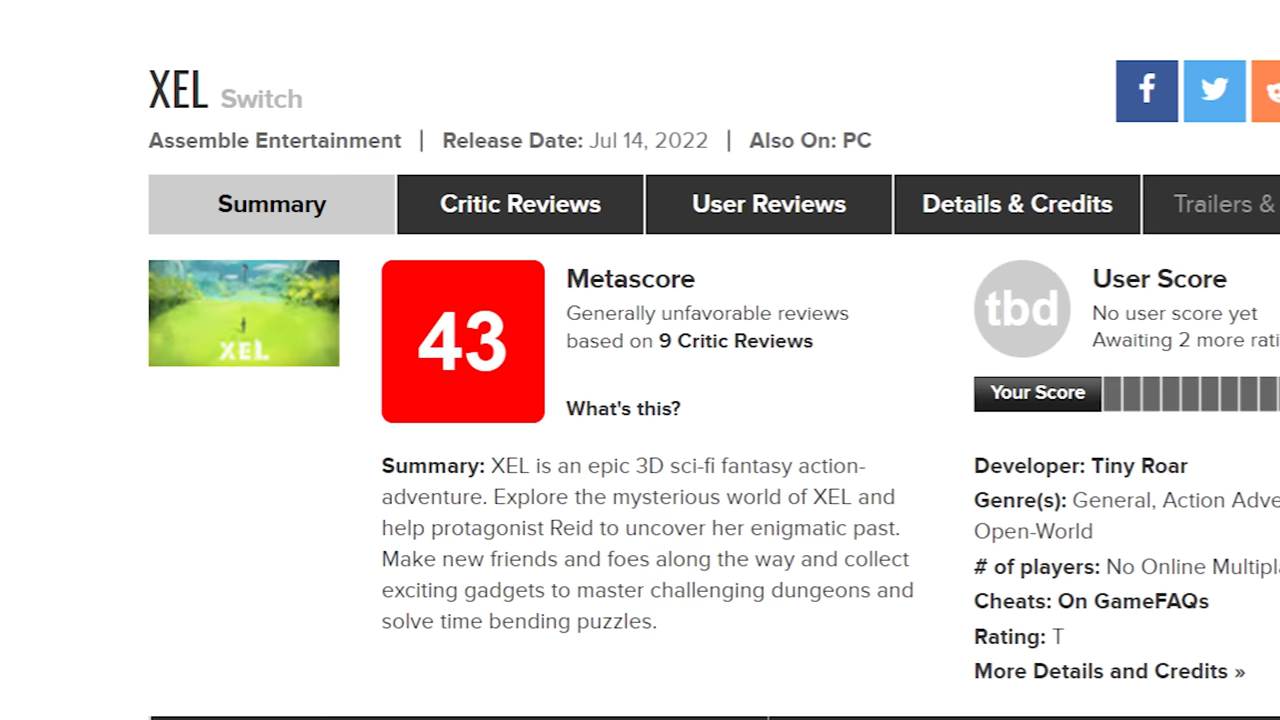 XEL Switch
Assemble Entertainment | Release Date: Jul 14, 2022 | Also On: PC
Summary
Critic Reviews
User Reviews
Details & Credits
Trailers &
XEL
43
Metascore
Generally unfavorable reviews
based on 9 Critic Reviews
What's this?
tbd
User Score
No user score yet
Awaiting 2 more rati
Your Score
Summary: XEL is an epic 3D sci-fi fantasy action-
adventure. Explore the mysterious world of XEL and
help protagonist Reid to uncover her enigmatic past.
Make new friends and foes along the way and collect
exciting gadgets to master challenging dungeons and
solve time bending puzzles.
Developer: Tiny Roar
Genre(s): General, Action Adve
Open-World
# of players: No Online Multipla
Cheats: On GameFAQs
Rating: T
More Details and Credits »